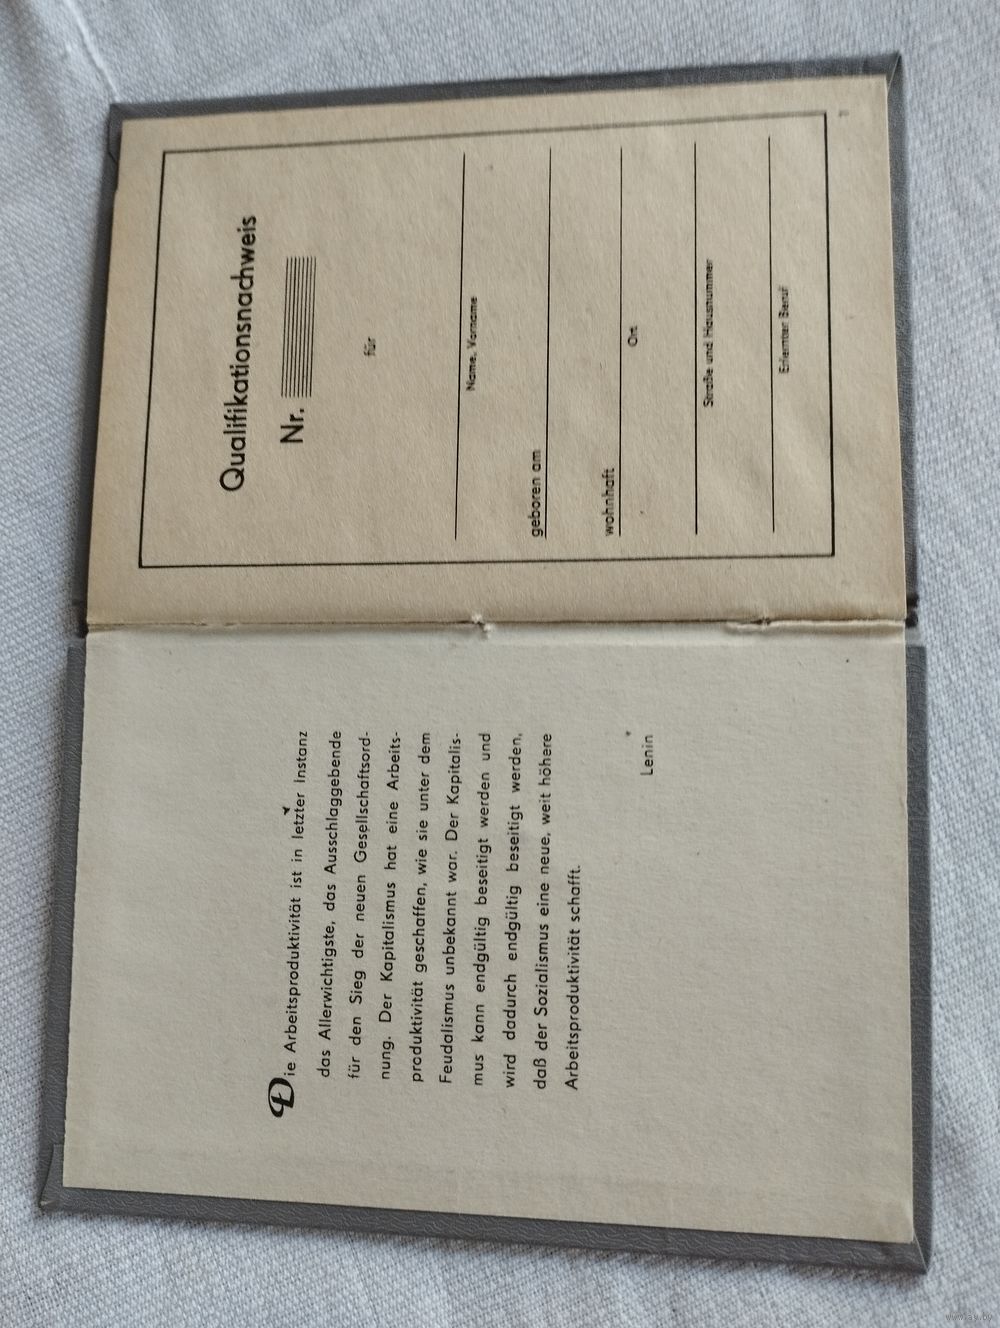 Die Arbeitsproduktivität ist in letzter Instanz
das Allerwichtigste, das Ausschlaggebende
für den Sieg der neuen Gesellschaftsord-
nung. Der Kapitalismus hat eine Arbeits-
produktivität geschaffen, wie sie unter dem
Feudalismus unbekannt war. Der Kapitalis-
mus kann endgültig beseitigt werden und
wird dadurch endgültig beseitigt werden,
daß der Sozialismus eine neue, weit höhere
Arbeitsproduktivität schafft.
Lenin
Qualifikationsnachweis
Nr.
für
Name, Vorname
geboren am
wohnhaft
Ort
Straße und Hausnummer
Erlernter Beruf
www.ay.by